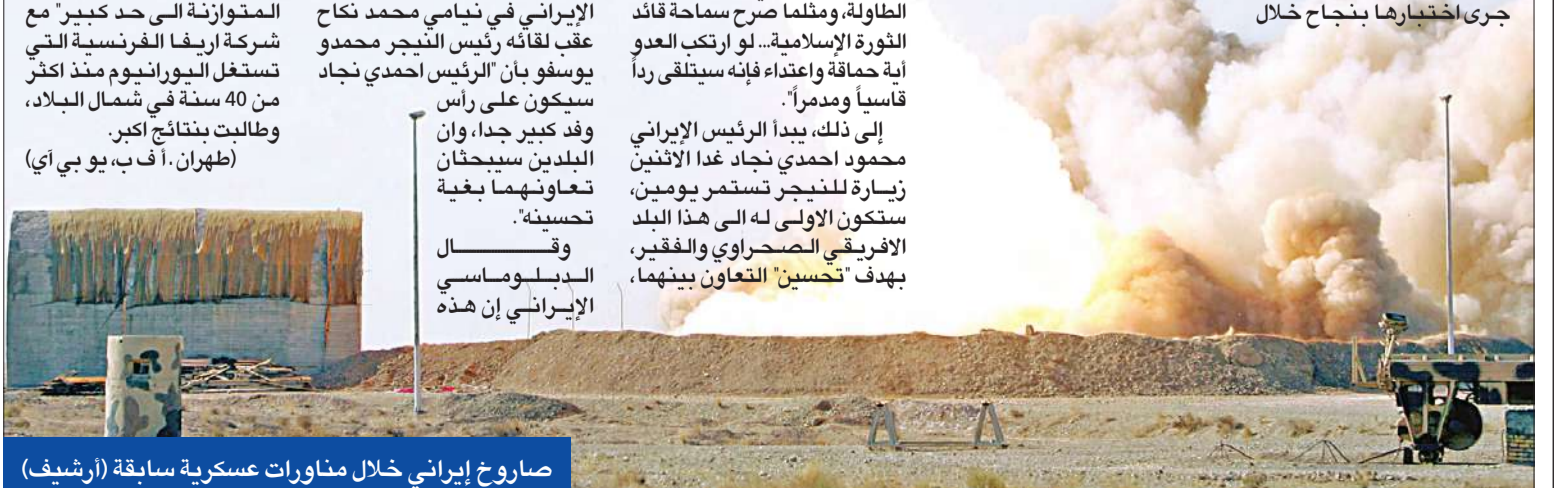 جرى اختبارها بنجاح خلال
الطاولة، ومثلما صرح سماحة قائد
الثورة الإسلامية... لو ارتكب العدو
أية حماقة واعتداء فإنه سيتلقى رداً
قاسياً ومدمراً".
إلى ذلك، يبدأ الرئيس الإيراني
محمود احمدي نجاد غدا الاثنين
زيارة للنيجر تستمر يومين،
ستكون الاولى له الى هذا البلد
الافريقي الصحراوي والفقير،
بهدف "تحسين" التعاون بينهما،
الإيراني في نيامي محمد نكاح
عقب لقائه رئيس النيجر محمدو
يوسفو بأن "الرئيس احمدي نجاد
سيكون على رأس
وفد كبير جدا، وان
البلدين سيبحثان
تعاونهما بغية
تحسينه".
وقال
الدبلوماسي
الإيراني إن هذه
المتوازنة الى حد كبير" مع
شركة اريفا الفرنسية التي
تستغل اليورانيوم منذ اكثر
من 40 سنة في شمال البلاد،
وطالبت بنتائج اكبر.
(طهران. أ ف ب، يو بي آي)
صاروخ إيراني خلال مناورات عسكرية سابقة (أرشيف)